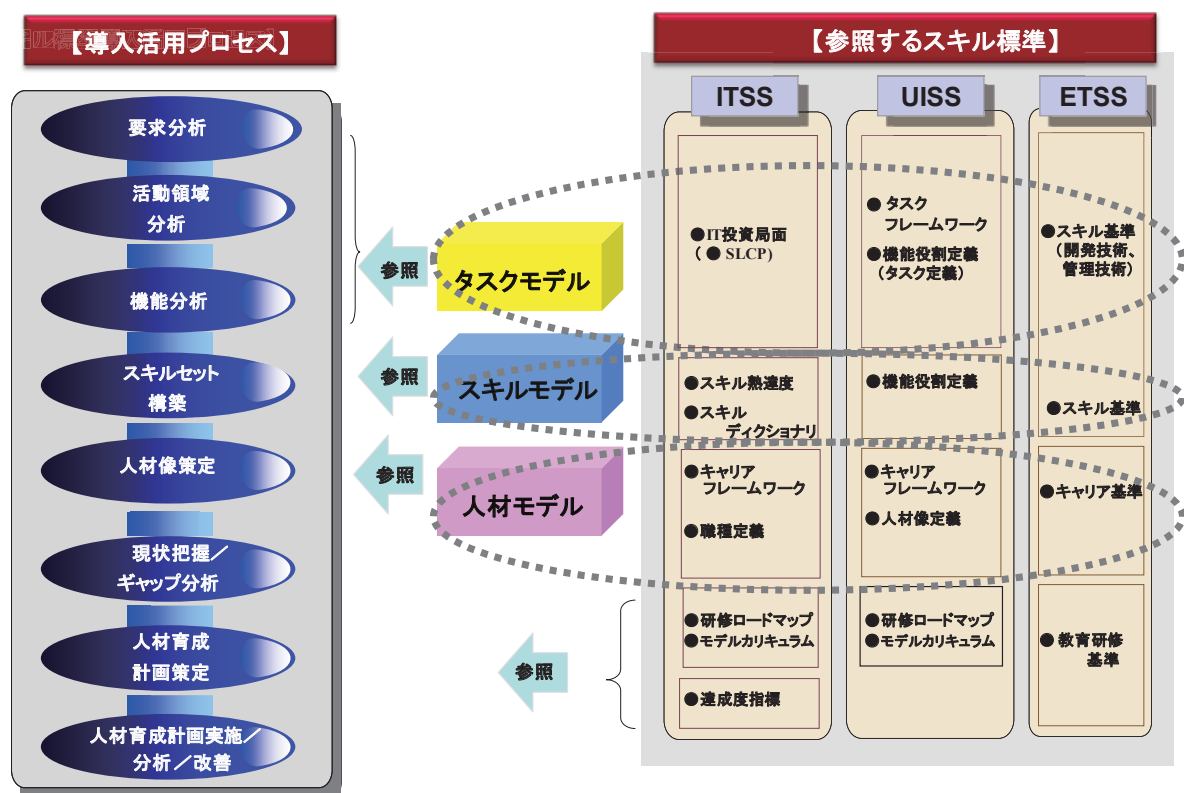 【導入活用プロセス】
要求分析
活動領域
分析
機能分析
スキルセット
構築
人材像策定
現状把握／
ギャップ分析
人材育成
計画策定
人材育成計画実施／
分析／改善
参照
タスクモデル
参照
スキルモデル
参照
人材モデル
参照
【参照するスキル標準】
ITSS
●IT投資局面
(●SLCP)
●スキル熟達度
●スキル
ディクショナリ
●キャリア
フレームワーク
●職種定義
●研修ロードマップ
●モデルカリキュラム
●達成度指標
UISS
●タスク
フレームワーク
●機能役割定義
(タスク定義)
●機能役割定義
●キャリア
フレームワーク
●人材像定義
●研修ロードマップ
●モデルカリキュラム
ETSS
●スキル基準
(開発技術、
管理技術)
●スキル基準
●キャリア基準
●教育研修
基準